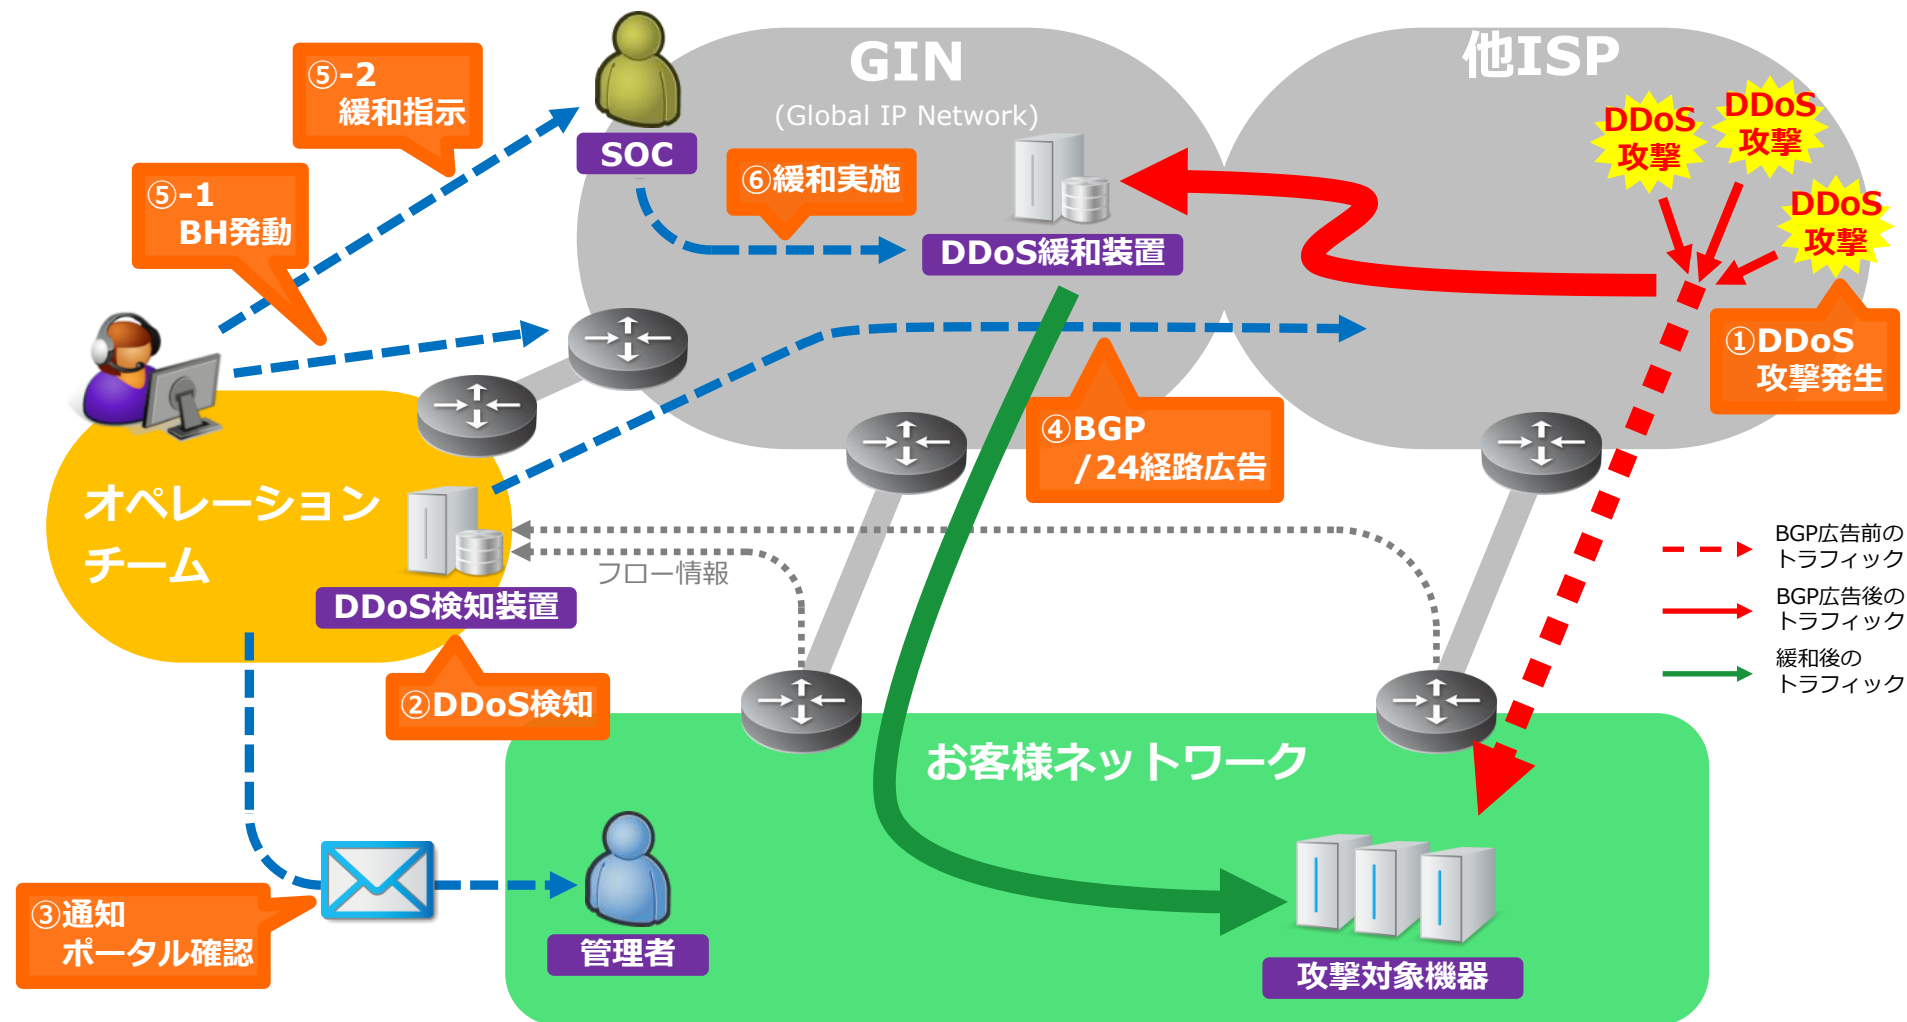 GIN
(Global IP Network)
他ISP
⑤-2
緩和指示
SOC
⑥緩和実施
DDoS
攻撃
DDoS
攻撃
DDoS
攻撃
⑤-1
BH発動
DDoS緩和装置
①DDoS
攻撃発生
④BGP
/24経路広告
オペレーション
チーム
フロー情報
DDoS検知装置
②DDoS検知
BGP広告前の
トラフィック
BGP広告後の
トラフィック
緩和後の
トラフィック
お客様ネットワーク
③通知
ポータル確認
管理者
攻撃対象機器